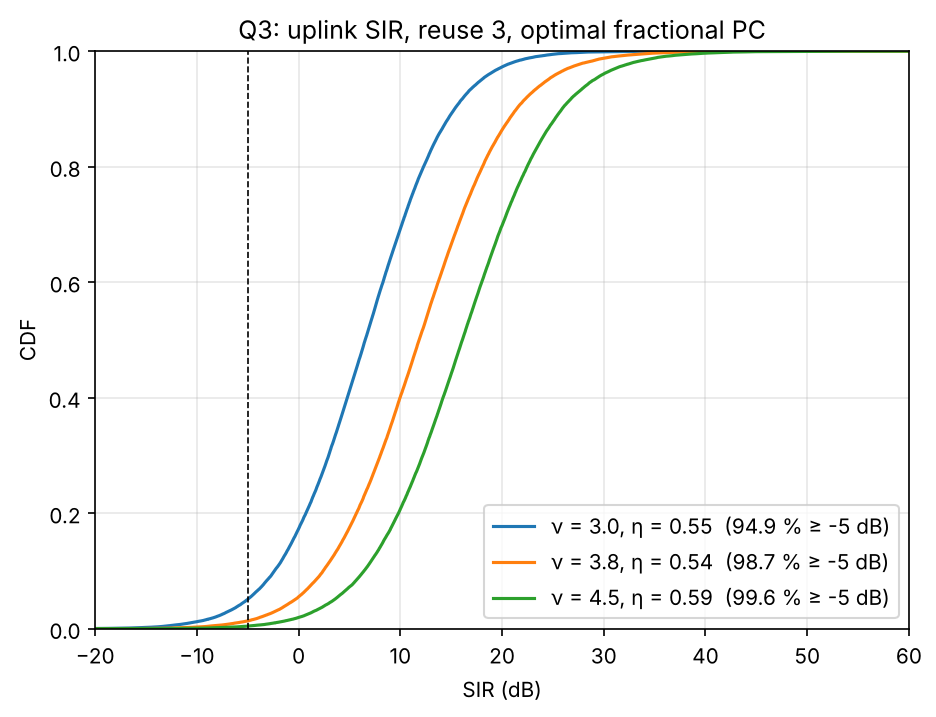 Q3: uplink SIR, reuse 3, optimal fractional PC
1.0
0.8
0.6
0.4
0.2
0.0
CDF
−20
−10
0
10
20
30
40
50
60
SIR (dB)
ν = 3.0, η = 0.55 (94.9 % ≥ -5 dB)
ν = 3.8, η = 0.54 (98.7 % ≥ -5 dB)
ν = 4.5, η = 0.59 (99.6 % ≥ -5 dB)